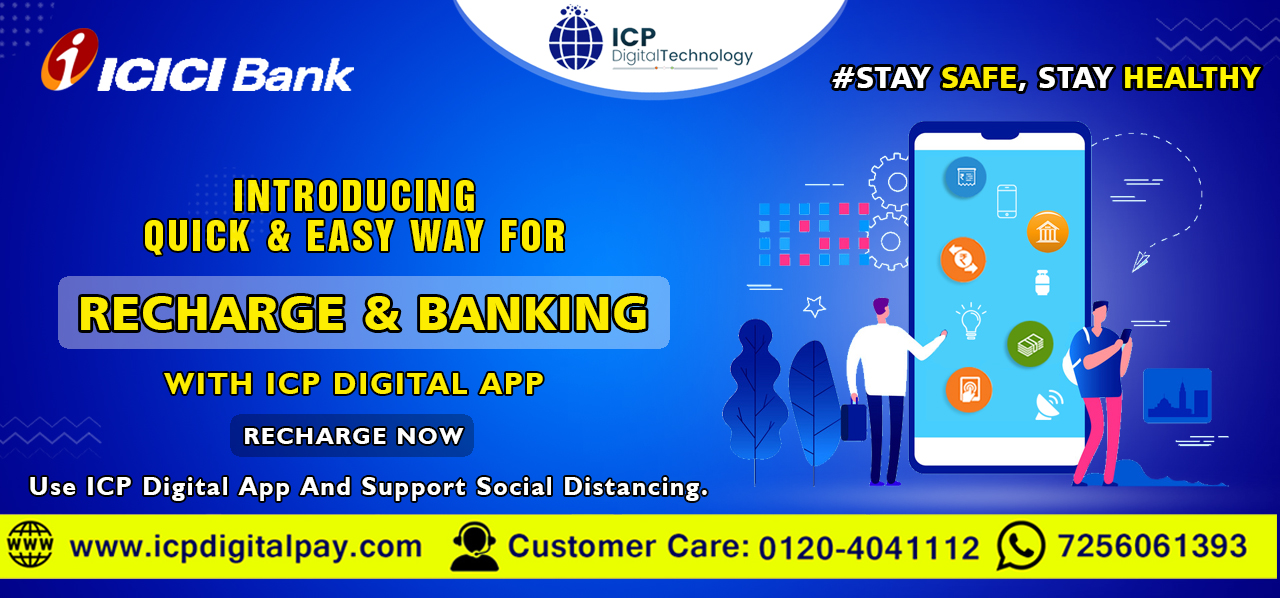 ICICI Bank
ICP
DigitalTechnology
#STAY SAFE, STAY HEALTHY
INTRODUCING
QUICK & EASY WAY FOR
RECHARGE & BANKING
WITH ICP DIGITAL APP
RECHARGE NOW
Use ICP Digital App And Support Social Distancing.
WWW www.icpdigitalpay.com Customer Care: 0120-4041112 7256061393